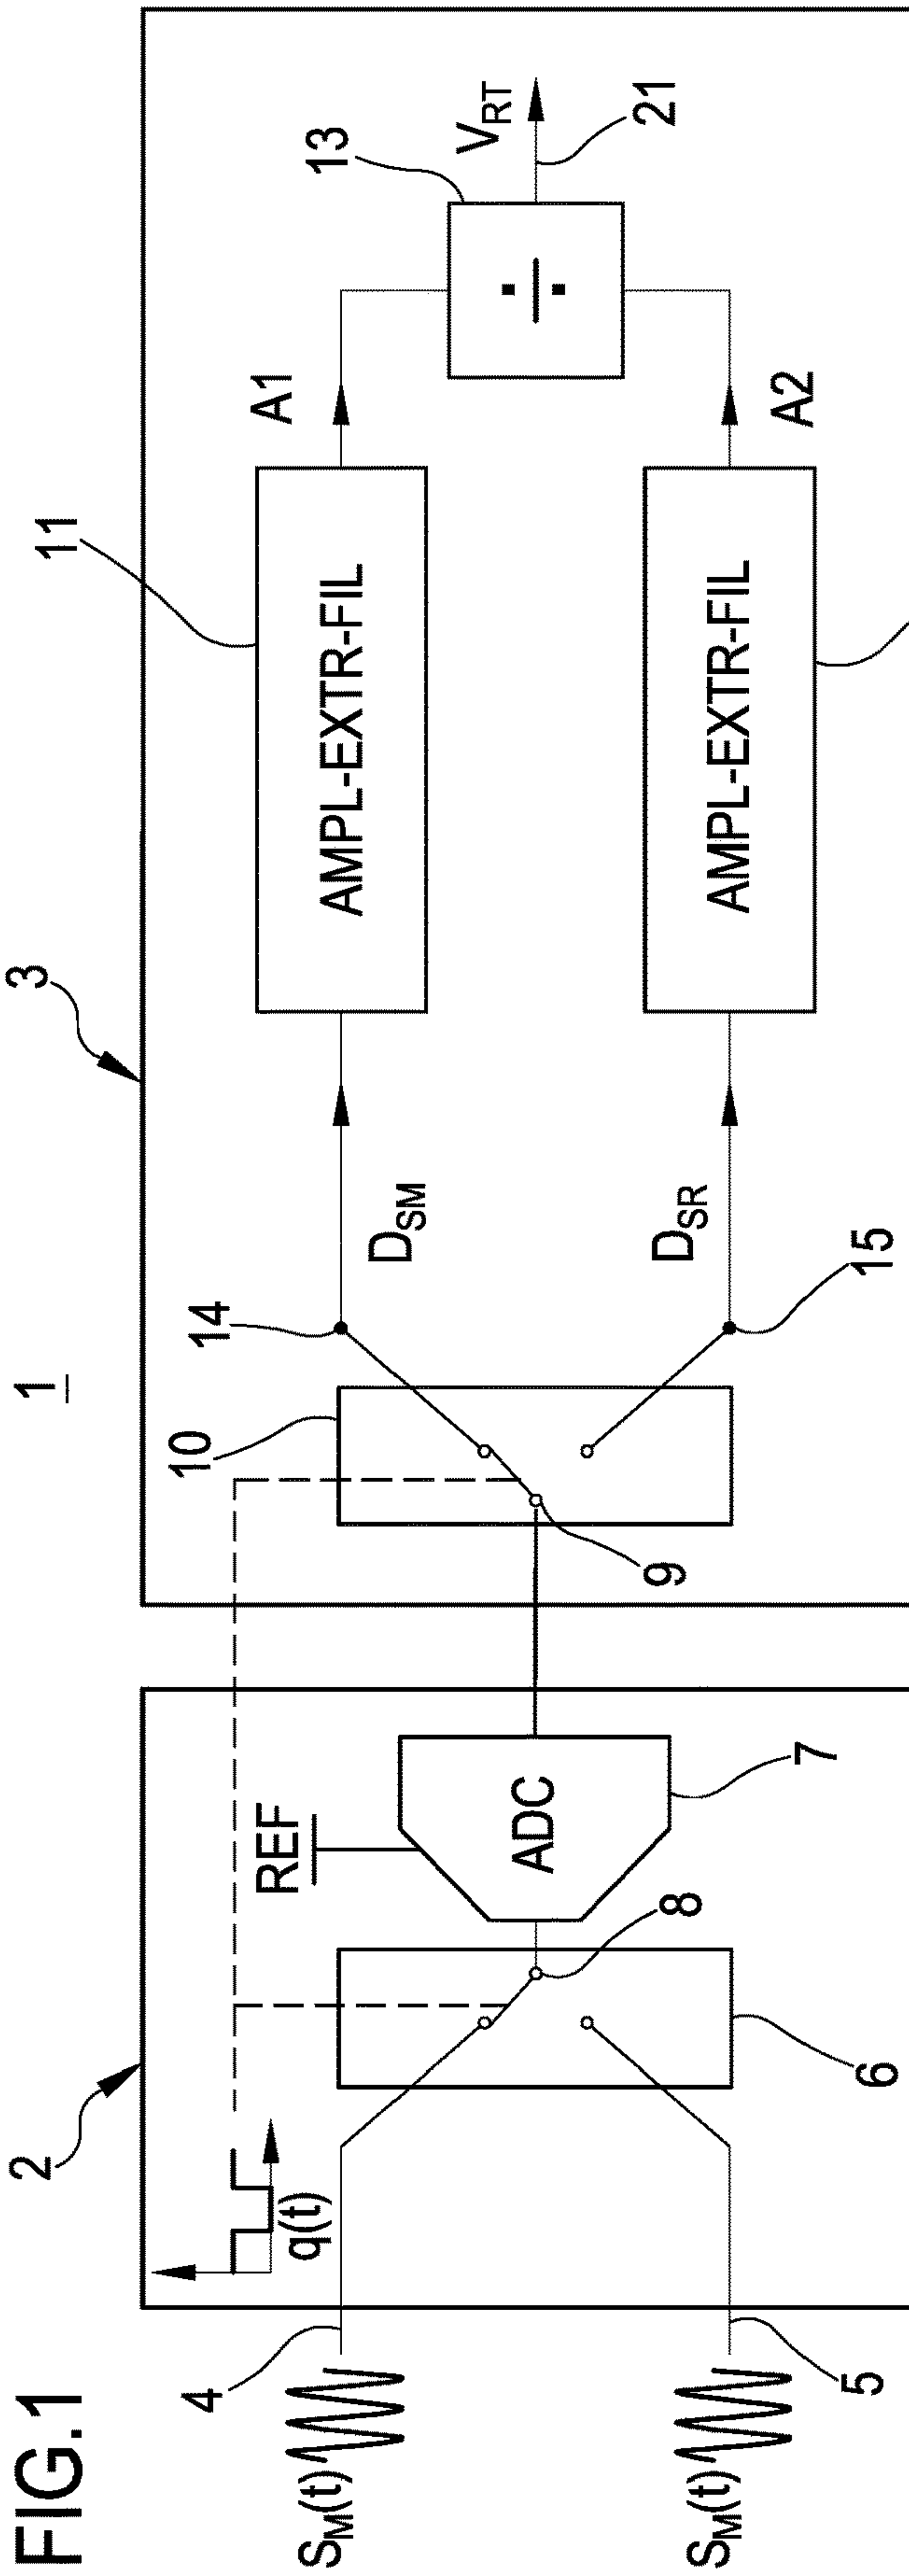 FIG.1
1
2
3
q(t)
4
S_M(t)
REF
10
14
D_SM
11
AMPL-EXTR-FIL
A1
13
V_RT
÷
21
8
ADC
7
9
S_M(t)
5
6
15
D_SR
AMPL-EXTR-FIL
A2